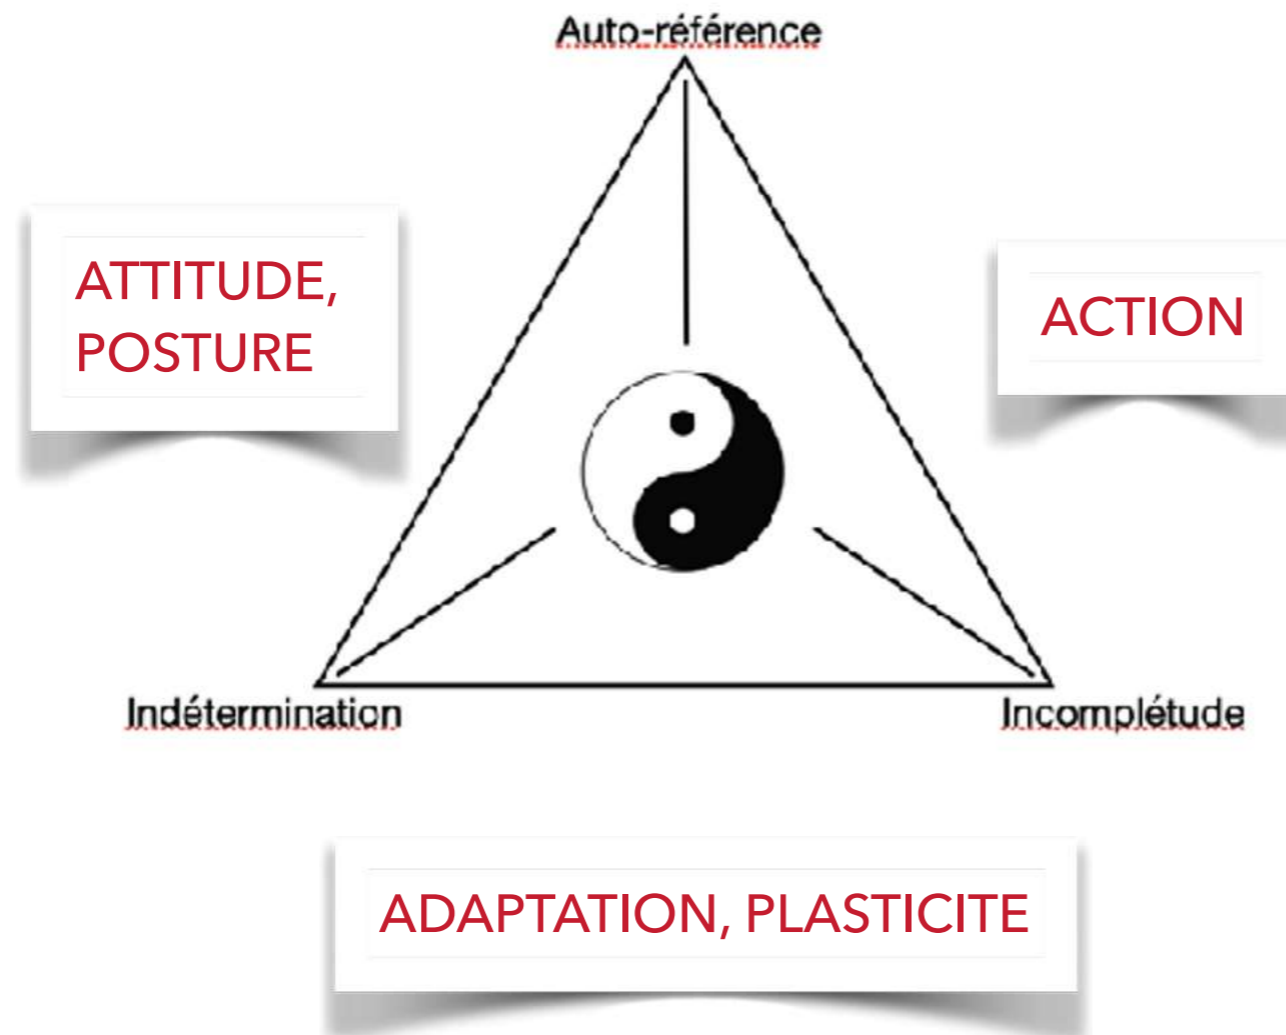 Auto-référence
ATTITUDE,
POSTURE
ACTION
Indétermination
Incomplétude
ADAPTATION, PLASTICITE